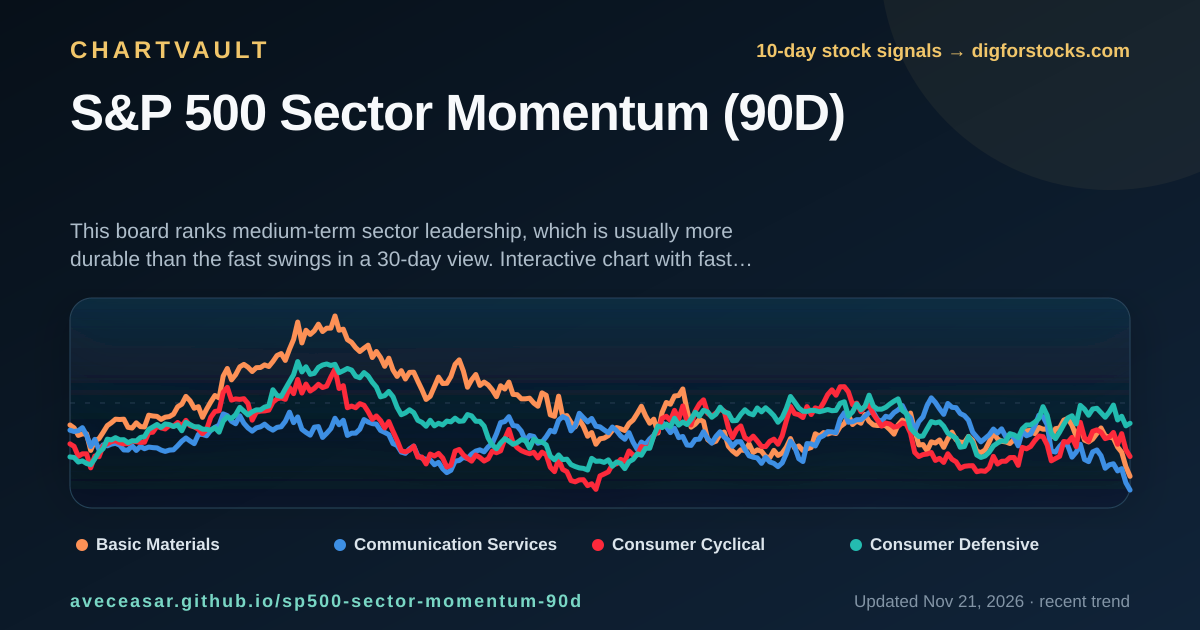 CHARTVAULT
10-day stock signals → digforstocks.com
S&P 500 Sector Momentum (90D)
This board ranks medium-term sector leadership, which is usually more
durable than the fast swings in a 30-day view. Interactive chart with fast…
Basic Materials
Communication Services
Consumer Cyclical
Consumer Defensive
aveceasar.github.io/sp500-sector-momentum-90d
Updated Nov 21, 2026 · recent trend